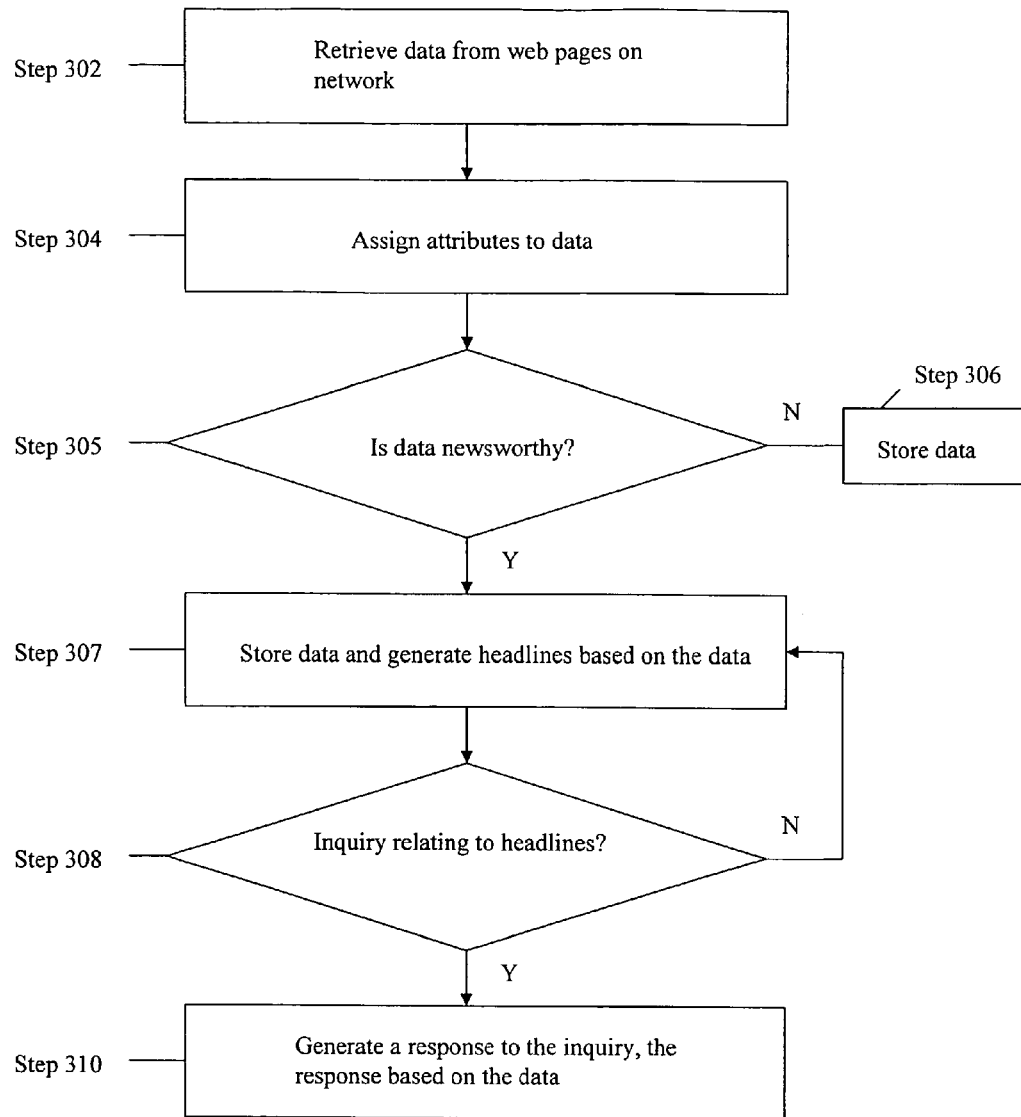 Step 302
Retrieve data from web pages on
network
Step 304
Assign attributes to data
Step 305
Is data newsworthy?
N
Step 306
Store data
Y
Step 307
Store data and generate headlines based on the data
Step 308
Inquiry relating to headlines?
N
Y
Step 310
Generate a response to the inquiry, the
response based on the data